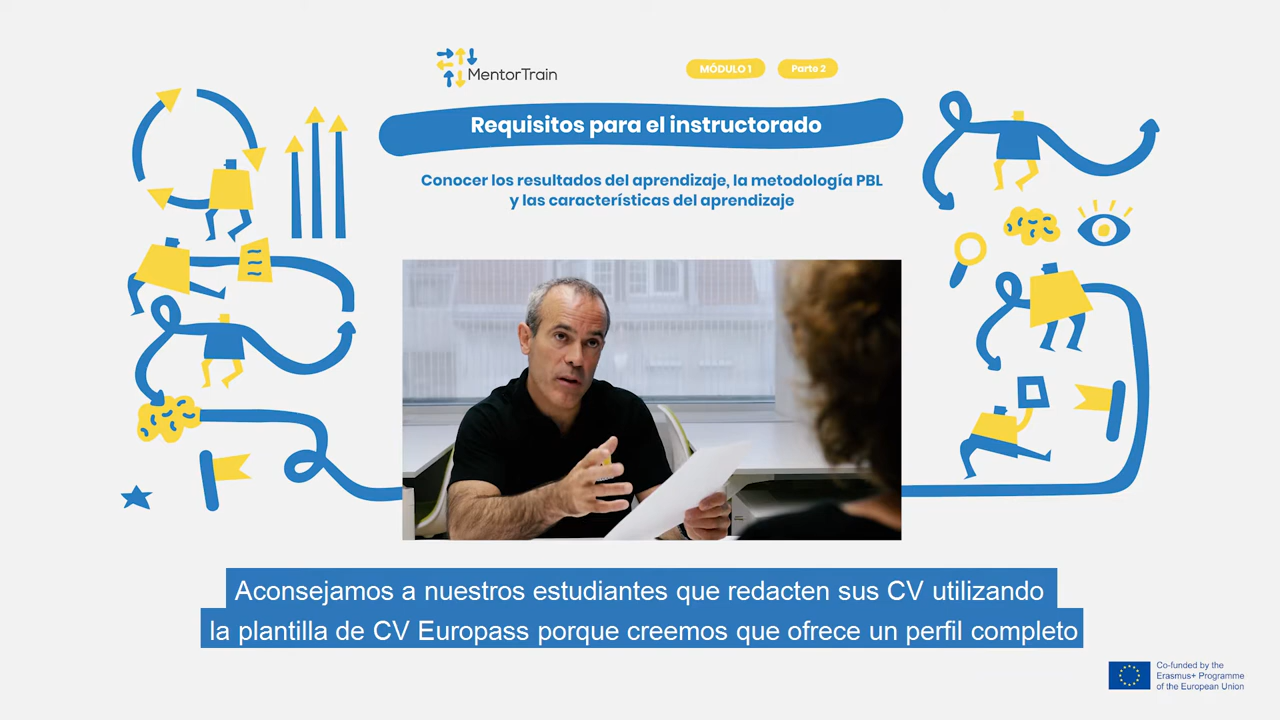 MentorTrain
MÓDULO 1
Parte 2
Requisitos para el instructorado
Conocer los resultados del aprendizaje, la metodología PBL
y las características del aprendizaje
Aconsejamos a nuestros estudiantes que redacten sus CV utilizando
la plantilla de CV Europass porque creemos que ofrece un perfil completo
Co-funded by the
Erasmus+ Programme
of the European Union